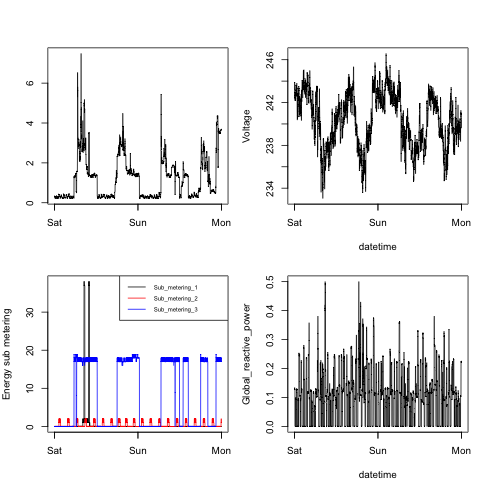 0 2 4 6
Sat Sun Mon
Voltage
234 238 242 246
Sat Sun Mon
datetime
Energy sub metering
0 10 20 30
Sub_metering_1
Sub_metering_2
Sub_metering_3
Sat Sun Mon
Global_reactive_power
0.0 0.1 0.2 0.3 0.4 0.5
Sat Sun Mon
datetime